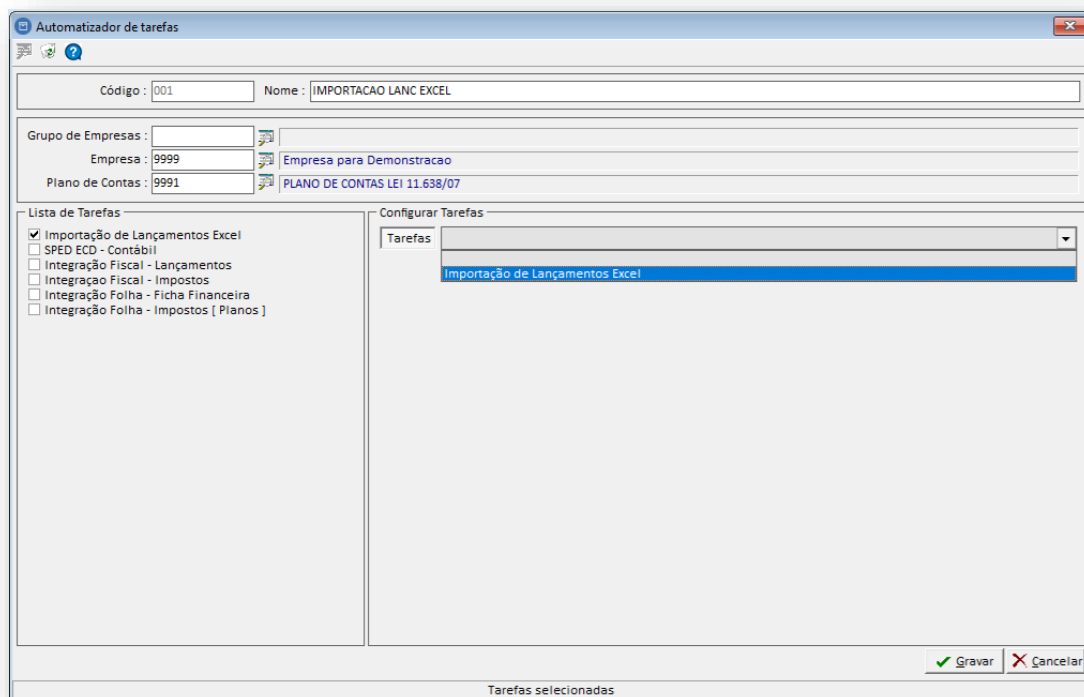 Automatizador de tarefas
?
Código : 001 Nome : IMPORTACAO LANC EXCEL
Grupo de Empresas :
Empresa : 9999 Empresa para Demonstracao
Plano de Contas : 9991 PLANO DE CONTAS LEI 11.638/07
Lista de Tarefas
Importação de Lançamentos Excel
SPED ECD - Contábil
Integração Fiscal - Lançamentos
Integraçao Fiscal - Impostos
Integração Folha - Ficha Financeira
Integração Folha - Impostos [ Planos ]
Configurar Tarefas
Tarefas
Importação de Lançamentos Excel
Gravar Cancelar
Tarefas selecionadas